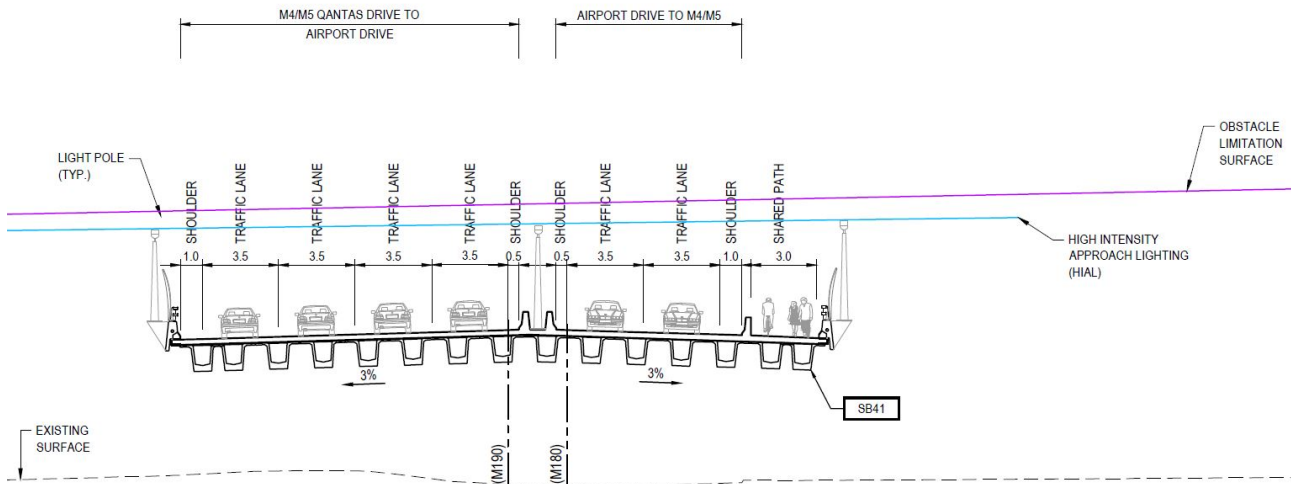 M4/M5 QANTAS DRIVE TO
AIRPORT DRIVE
AIRPORT DRIVE TO M4/M5
OBSTACLE
LIMITATION
SURFACE
LIGHT POLE
(TYP.)
SHOULDER
TRAFFIC LANE
TRAFFIC LANE
TRAFFIC LANE
TRAFFIC LANE
SHOULDER
SHOULDER
TRAFFIC LANE
TRAFFIC LANE
SHOULDER
SHARED PATH
1.0
3.5
3.5
3.5
3.5
0.5
0.5
3.5
3.5
1.0
3.0
HIGH INTENSITY
APPROACH LIGHTING
(HIAL)
3%
3%
SB41
EXISTING
SURFACE
(M190)
(M180)